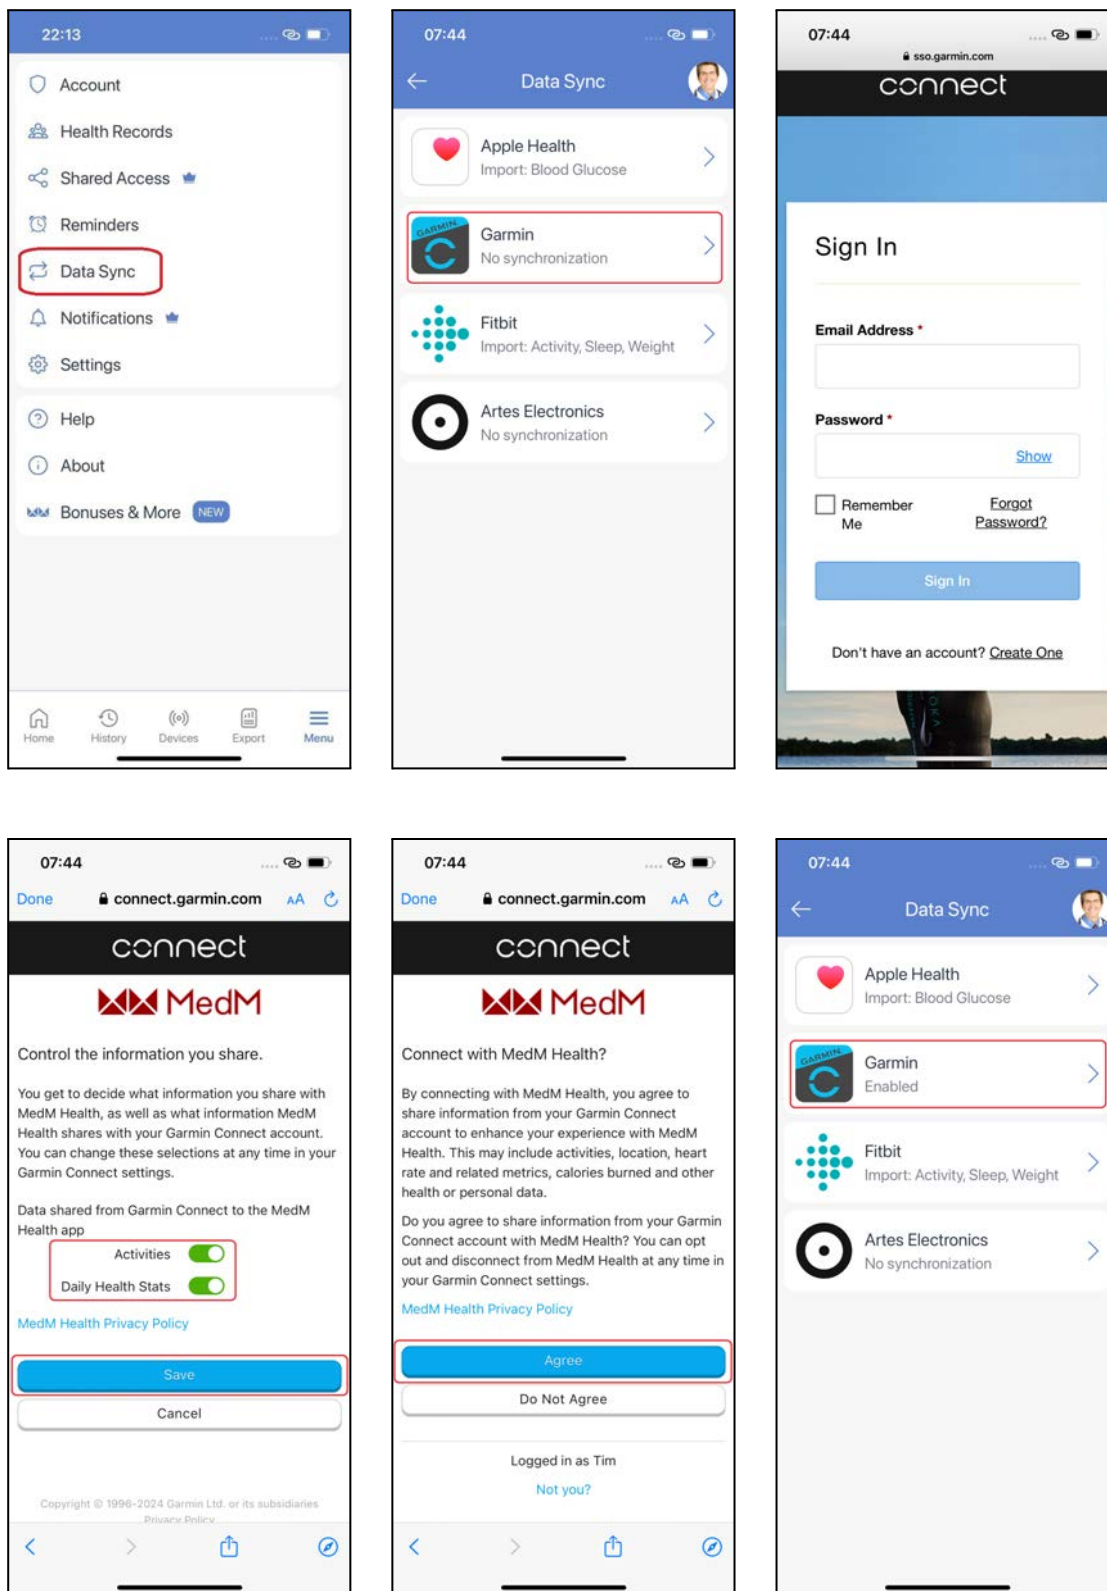 22:13
Account
Health Records
Shared Access
Reminders
Data Sync
Notifications
Settings
Help
About
Bonuses & More NEW
Home History Devices Export Menu
07:44
Data Sync
Apple Health
Import: Blood Glucose
GARMIN
Garmin
No synchronization
Fitbit
Import: Activity, Sleep, Weight
Artes Electronics
No synchronization
07:44
sso.garmin.com
connect
Sign In
Email Address *
Password *
Show
Remember Me
Forgot Password?
Sign In
Don't have an account? Create One
07:44
Done connect.garmin.com AA
connect
MedM
Control the information you share.
You get to decide what information you share with
MedM Health, as well as what information MedM
Health shares with your Garmin Connect account.
You can change these selections at any time in your
Garmin Connect settings.
Data shared from Garmin Connect to the MedM
Health app
Activities
Daily Health Stats
MedM Health Privacy Policy
Save
Cancel
Copyright © 1996-2024 Garmin Ltd. or its subsidiaries
Privacy Policy
07:44
Done connect.garmin.com AA
connect
MedM
Connect with MedM Health?
By connecting with MedM Health, you agree to
share information from your Garmin Connect
account to enhance your experience with MedM
Health. This may include activities, location, heart
rate and related metrics, calories burned and other
health or personal data.
Do you agree to share information from your Garmin
Connect account with MedM Health? You can opt
out and disconnect from MedM Health at any time in
your Garmin Connect settings.
MedM Health Privacy Policy
Agree
Do Not Agree
Logged in as Tim
Not you?
07:44
Data Sync
Apple Health
Import: Blood Glucose
GARMIN
Garmin
Enabled
Fitbit
Import: Activity, Sleep, Weight
Artes Electronics
No synchronization